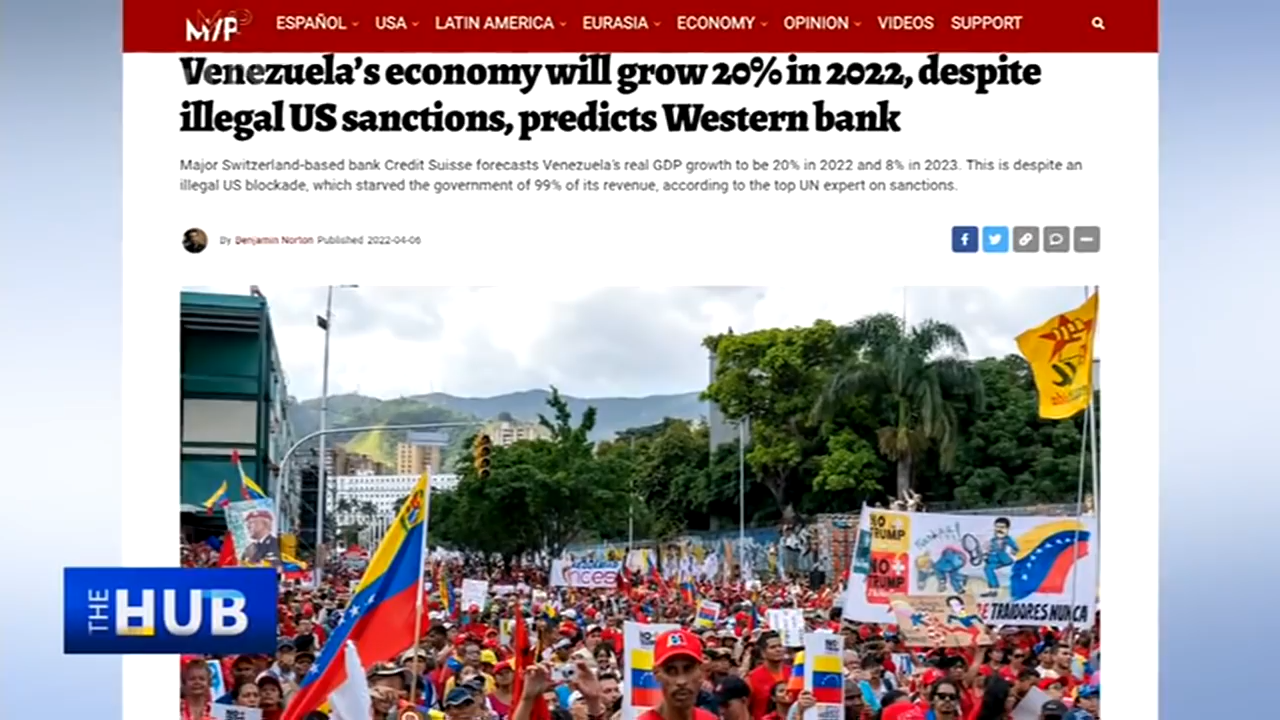 MVP ESPAÑOL USA LATIN AMERICA EURASIA ECONOMY OPINION VIDEOS SUPPORT
Venezuela's economy will grow 20% in 2022, despite
illegal US sanctions, predicts Western bank
Major Switzerland-based bank Credit Suisse forecasts Venezuela's real GDP growth to be 20% in 2022 and 8% in 2023. This is despite an
illegal US blockade, which starved the government of 99% of its revenue, according to the top UN expert on sanctions.
By Benjamin Norton Published 2022-04-06
NO
TRUMP
NO
TRUMP
E TRAIDORES NUNCA
THE HUB